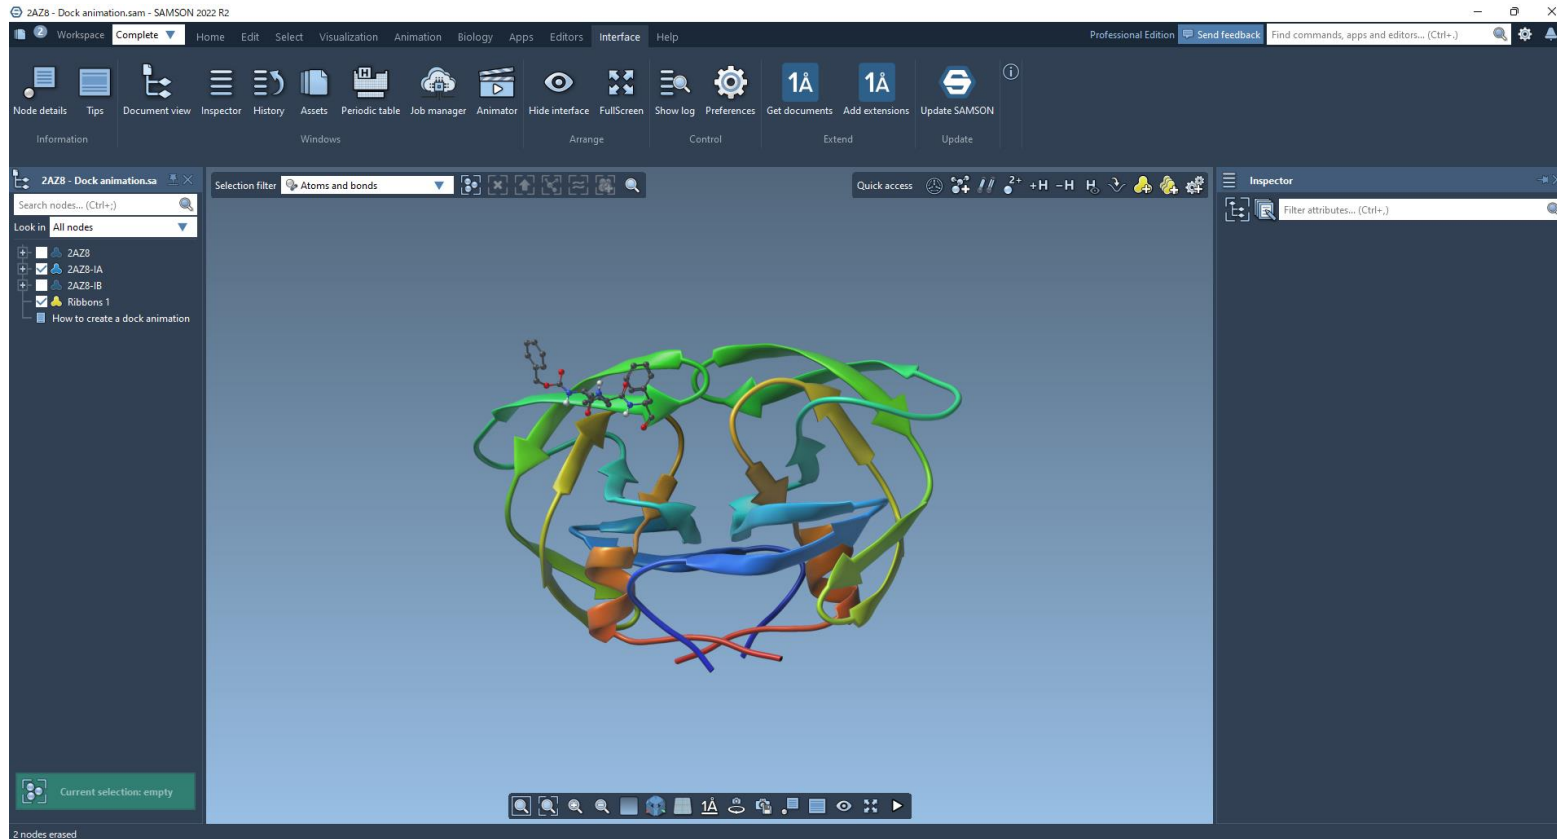 2AZ8 - Dock animation.sam - SAMSON 2022 R2
2 Workspace Complete Home Edit Select Visualization Animation Biology Apps Editors Interface Help Professional Edition Send feedback Find commands, apps and editors... (Ctrl+.)
Node details Tips Document view Inspector History Assets Periodic table Job manager Animator Hide interface FullScreen Show log Preferences Get documents Add extensions Update SAMSON
Information Windows Arrange Control Extend Update
2AZ8 - Dock animation.sa
Search nodes... (Ctrl+;)
Look in All nodes
2AZ8
2AZ8-IA
2AZ8-IB
Ribbons 1
How to create a dock animation
Selection filter Atoms and bonds
Quick access 2+ +H -H H
Inspector
Filter attributes... (Ctrl+,)
1Å
Current selection: empty
2 nodes erased